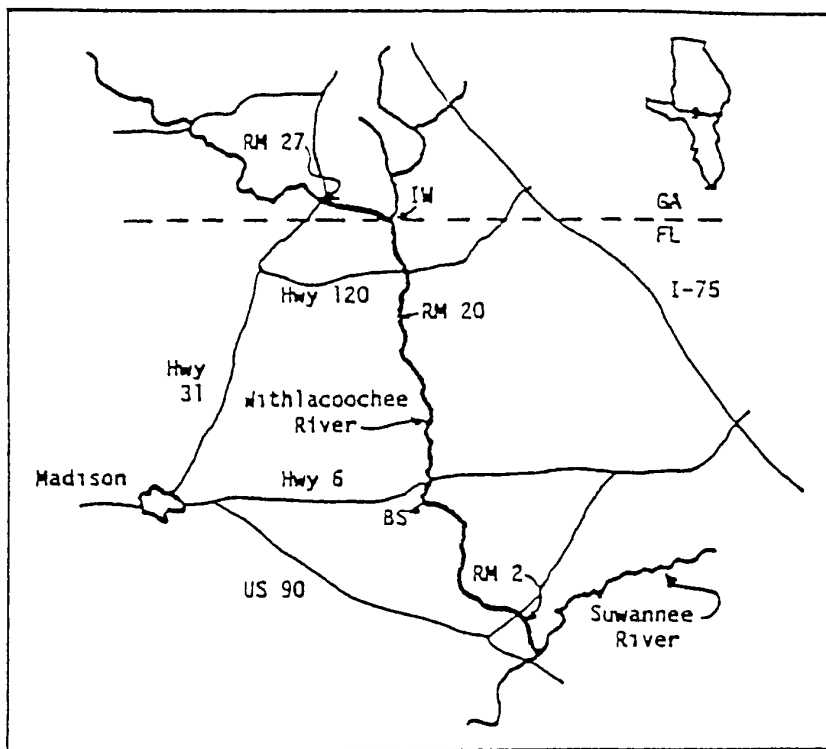 RM 27
IW
GA
FL
Hwy 120
I-75
RM 20
Hwy
31
Withlacoochee
River
Madison
Hwy 6
BS
RM 2
US 90
Suwannee
River